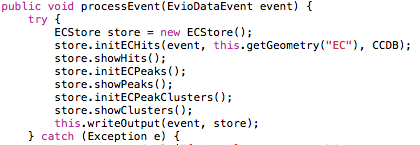 public void processEvent(EvioDataEvent event) {
try {
ECStore store = new ECStore();
store.initECHits(event, this.getGeometry("EC"), CCDB);
store.showHits();
store.initECPeaks();
store.showPeaks();
store.initECPeakClusters();
store.showClusters();
this.writeOutput(event, store);
} catch (Exception e) {